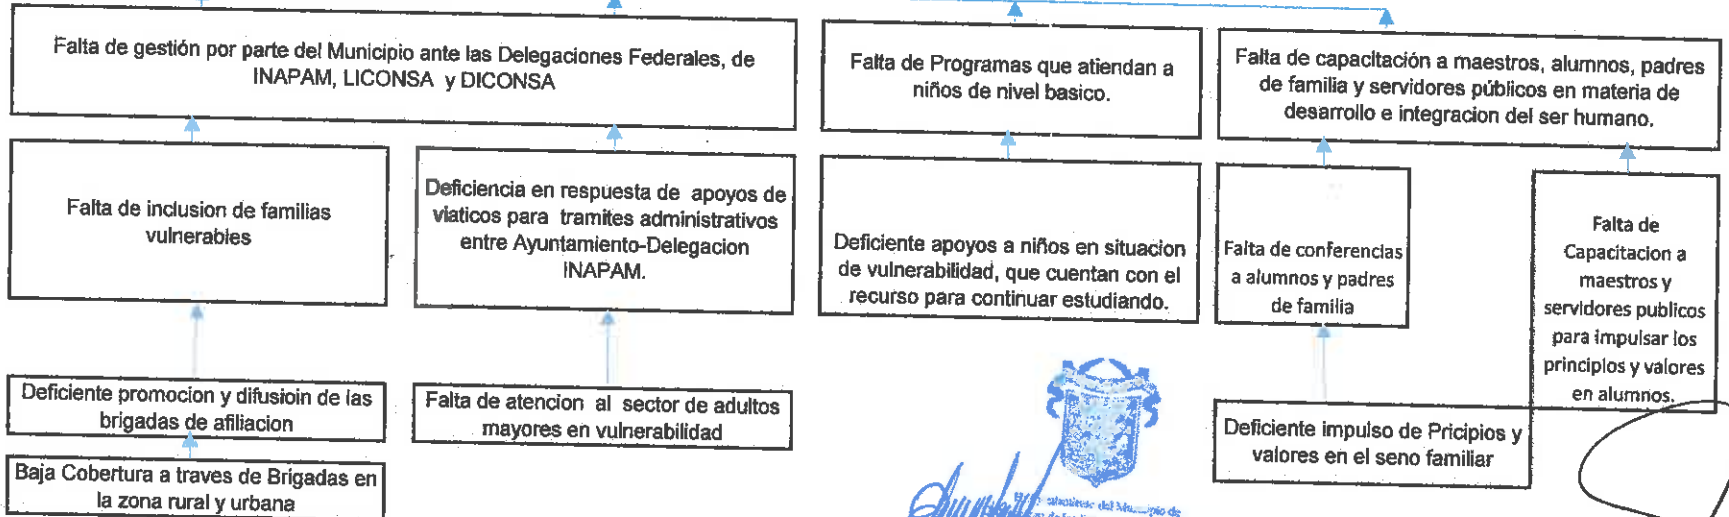 Falta de gestión por parte del Municipio ante las Delegaciones Federales, de
INAPAM, LICONSA y DICONSA
Falta de Programas que atiendan a
niños de nivel basico.
Falta de capacitación a maestros, alumnos, padres
de familia y servidores públicos en materia de
desarrollo e integracion del ser humano.
Falta de inclusion de familias
vulnerables
Deficiencia en respuesta de apoyos de
viaticos para tramites administrativos
entre Ayuntamiento-Delegacion
INAPAM.
Deficiente apoyos a niños en situacion
de vulnerabilidad, que cuentan con el
recurso para continuar estudiando.
Falta de conferencias
a alumnos y padres
de familia
Falta de
Capacitacion a
maestros y
servidores publicos
para impulsar los
principios y valores
en alumnos.
Deficiente promocion y difusioin de las
brigadas de afiliacion
Falta de atencion al sector de adultos
mayores en vulnerabilidad
Deficiente impulso de Pricipios y
valores en el seno familiar
Baja Cobertura a traves de Brigadas en
la zona rural y urbana
del Municipio de